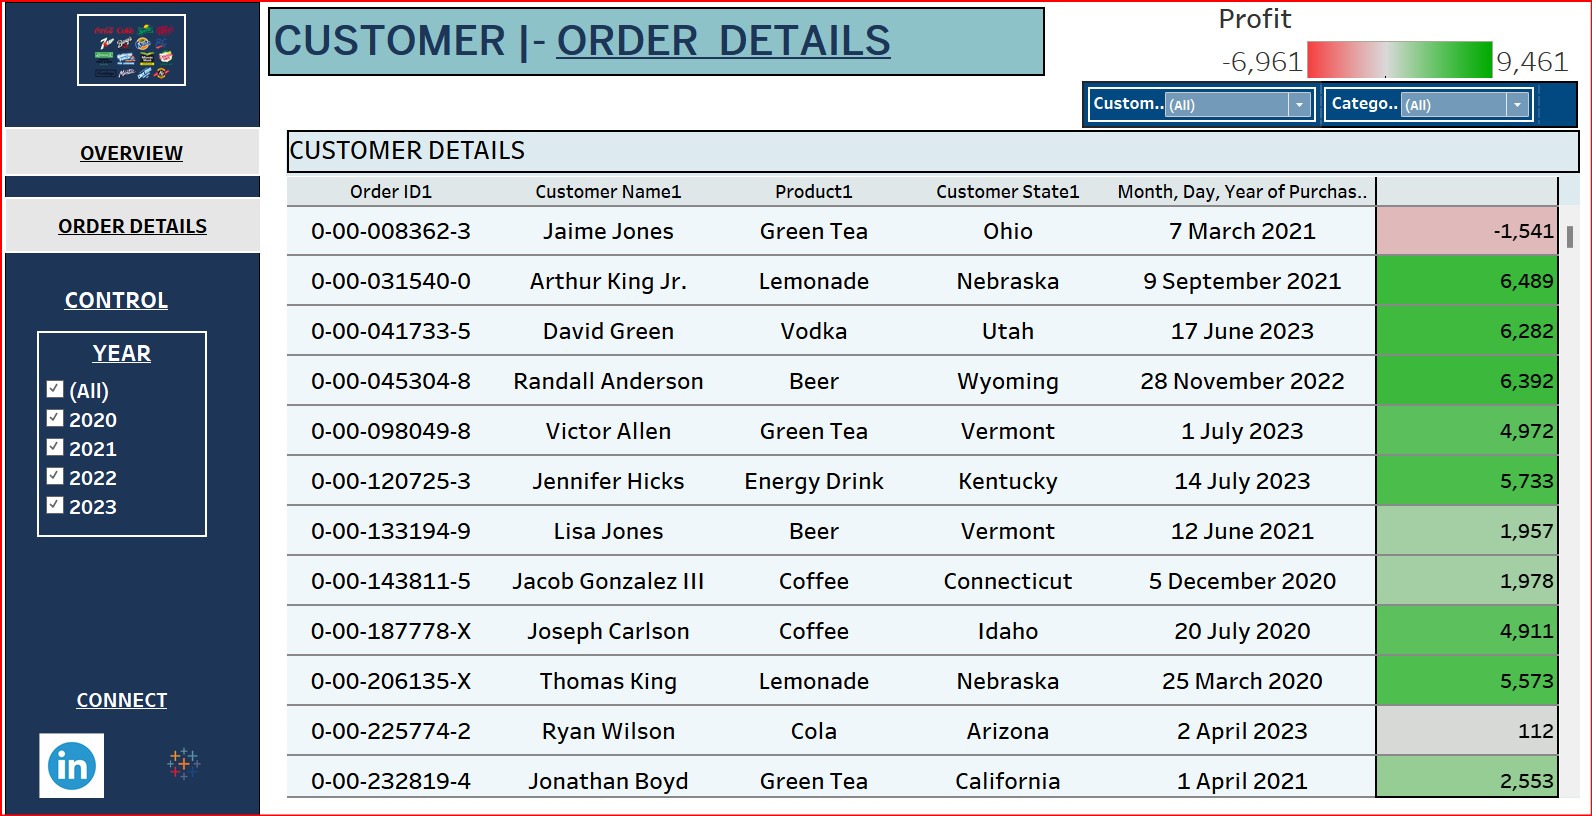 CUSTOMER |- ORDER DETAILS
Profit
-6,961 9,461
Custom.. (All) Catego.. (All)
OVERVIEW
ORDER DETAILS
CONTROL
YEAR
(All)
2020
2021
2022
2023
CONNECT
in
CUSTOMER DETAILS
Order ID1 Customer Name1 Product1 Customer State1 Month, Day, Year of Purchas..
0-00-008362-3 Jaime Jones Green Tea Ohio 7 March 2021 -1,541
0-00-031540-0 Arthur King Jr. Lemonade Nebraska 9 September 2021 6,489
0-00-041733-5 David Green Vodka Utah 17 June 2023 6,282
0-00-045304-8 Randall Anderson Beer Wyoming 28 November 2022 6,392
0-00-098049-8 Victor Allen Green Tea Vermont 1 July 2023 4,972
0-00-120725-3 Jennifer Hicks Energy Drink Kentucky 14 July 2023 5,733
0-00-133194-9 Lisa Jones Beer Vermont 12 June 2021 1,957
0-00-143811-5 Jacob Gonzalez III Coffee Connecticut 5 December 2020 1,978
0-00-187778-X Joseph Carlson Coffee Idaho 20 July 2020 4,911
0-00-206135-X Thomas King Lemonade Nebraska 25 March 2020 5,573
0-00-225774-2 Ryan Wilson Cola Arizona 2 April 2023 112
0-00-232819-4 Jonathan Boyd Green Tea California 1 April 2021 2,553